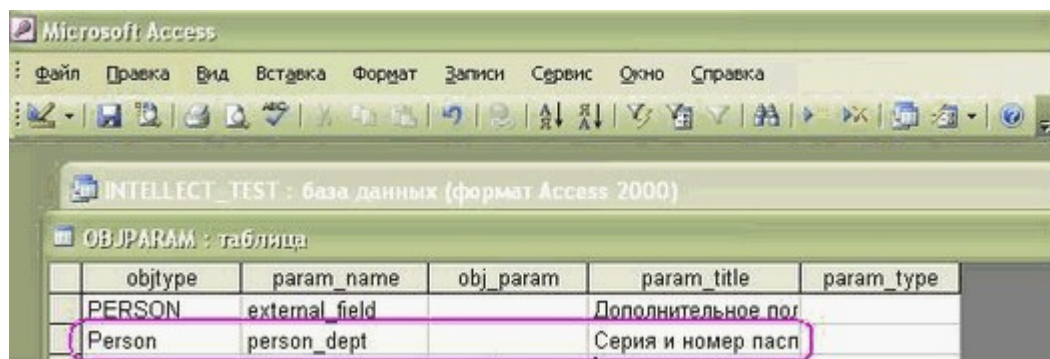 Microsoft Access
Файл Правка Вид Вставка Формат Записи Сервис Окно Справка
INTELLECT_TEST : база данных (формат Access 2000)
OBJPARAM : таблица
objtype param_name obj_param param_title param_type
PERSON external_field Дополнительное пол
Person person_dept Серия и номер пасп